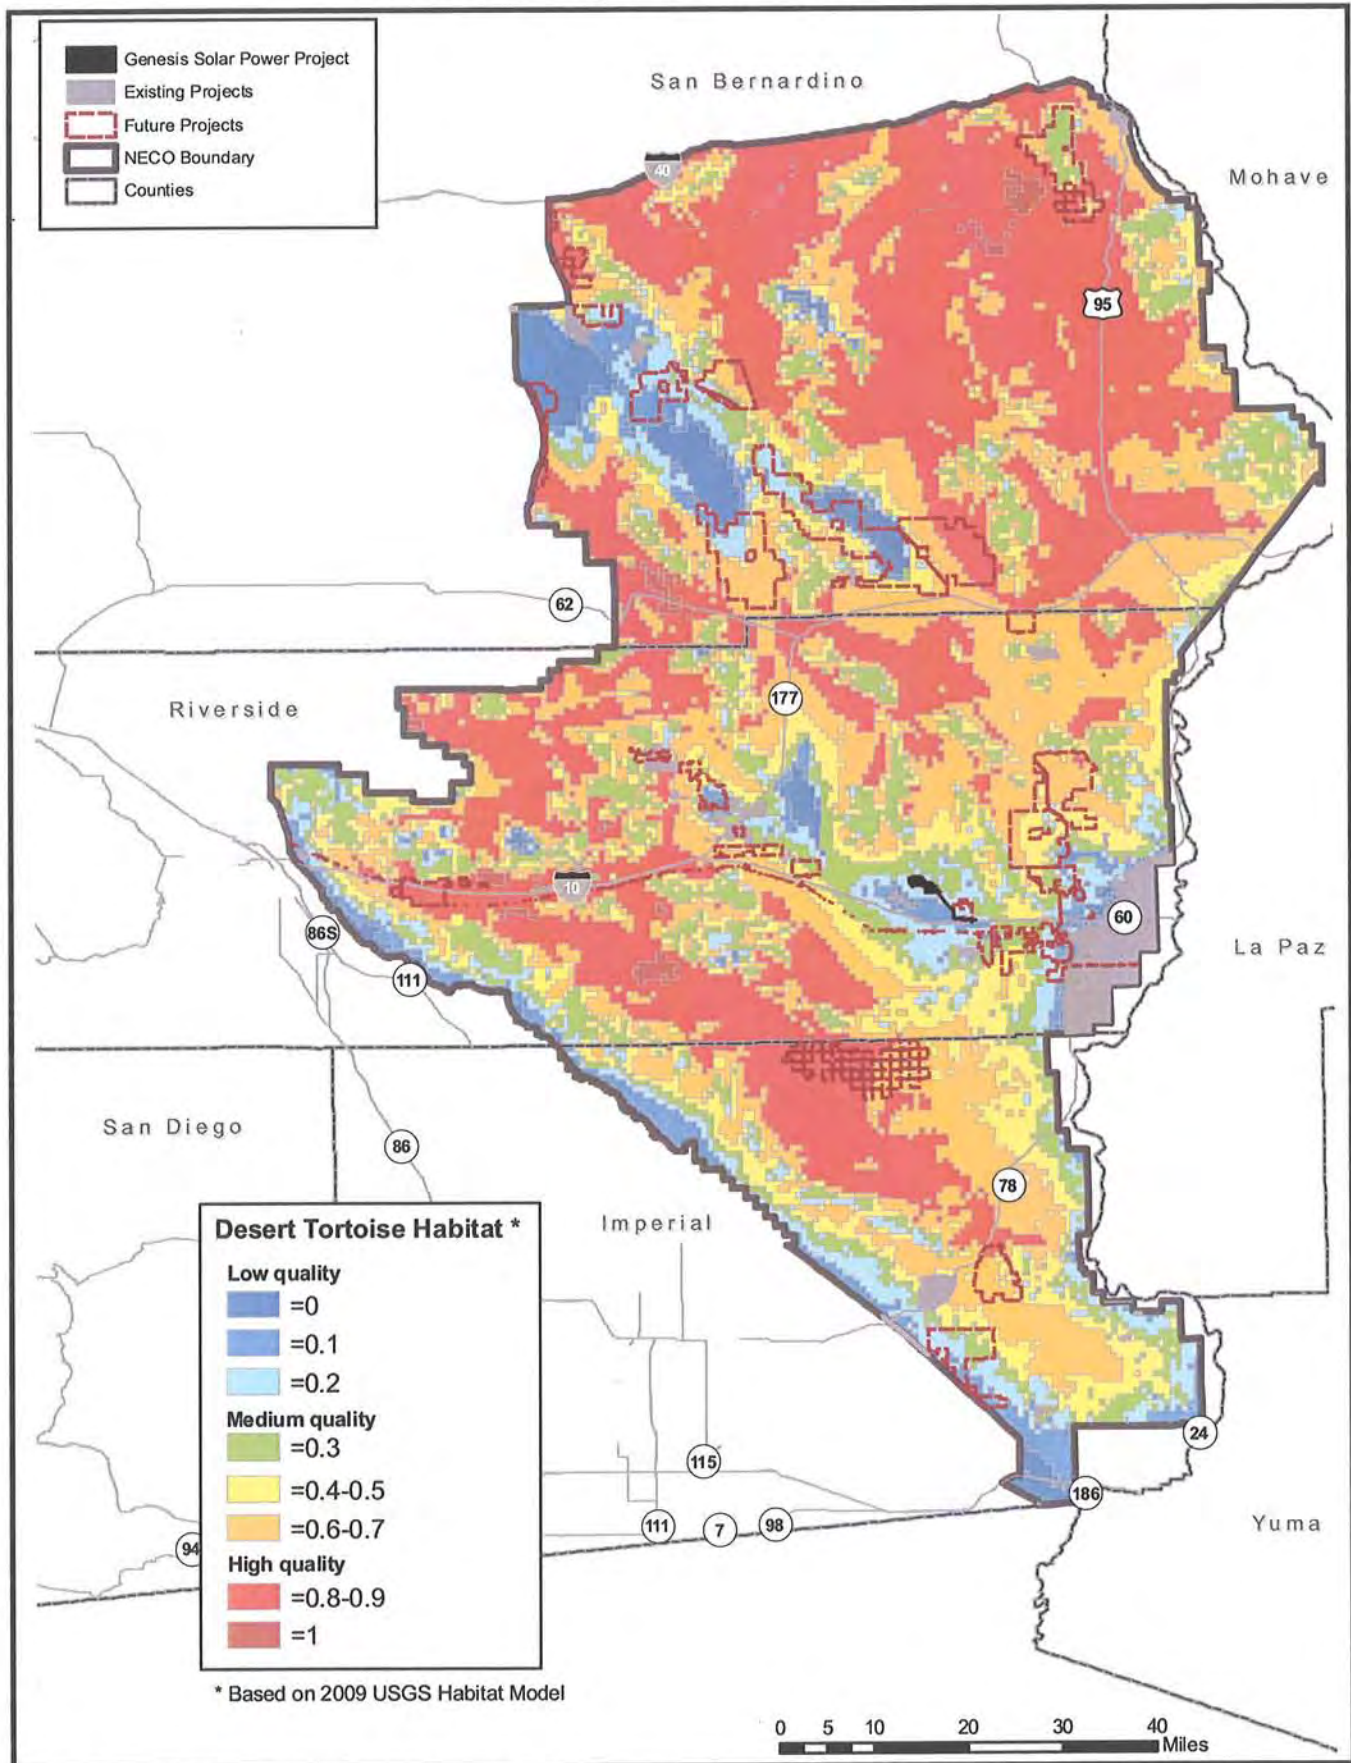 Genesis Solar Power Project
Existing Projects
Future Projects
NECO Boundary
Counties
San Bernardino
40
Mohave
95
62
177
Riverside
10
60
86S
111
La Paz
San Diego
86
78
Imperial
Desert Tortoise Habitat *
Low quality
=0
=0.1
=0.2
Medium quality
=0.3
=0.4-0.5
=0.6-0.7
High quality
=0.8-0.9
=1
115
24
186
111
7
98
94
Yuma
* Based on 2009 USGS Habitat Model
0 5 10 20 30 40
Miles